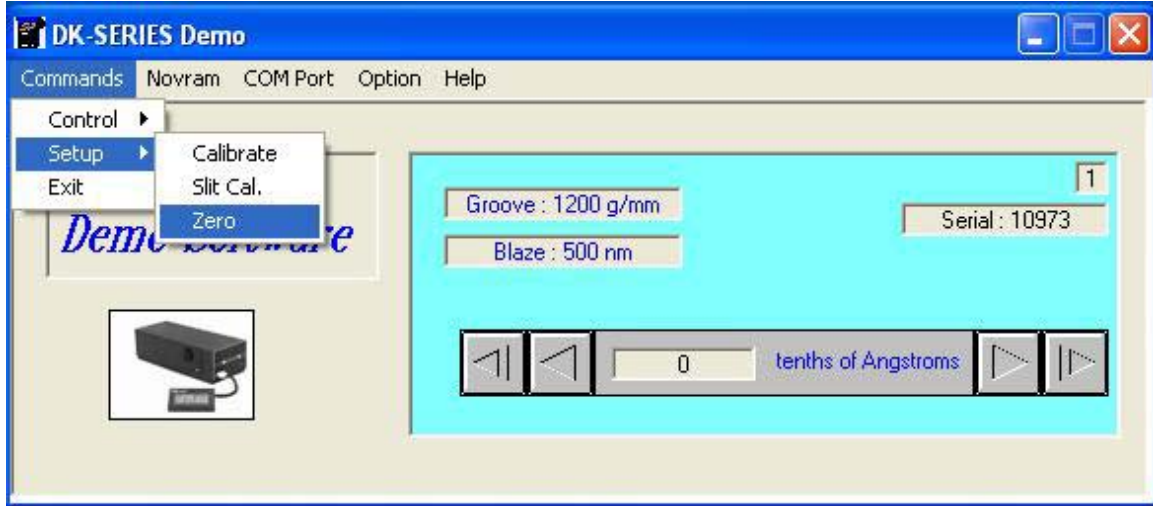 DK-SERIES Demo
Commands Novram COM Port Option Help
Control
Setup
Exit
Calibrate
Slit Cal.
Zero
Software
Groove : 1200 g/mm
Blaze : 500 nm
1
Serial : 10973
0 tenths of Angstroms